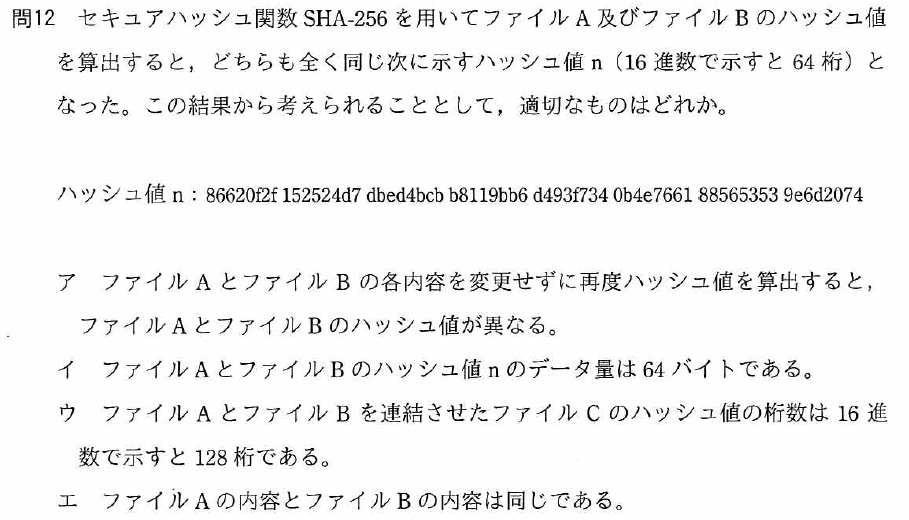 問12 セキュアハッシュ関数 SHA-256 を用いてファイル A 及びファイル B のハッシュ値
を算出すると，どちらも全く同じ次に示すハッシュ値 n（16 進数で示すと 64 桁）と
なった。この結果から考えられることとして，適切なものはどれか。
ハッシュ値 n：86620f2f 152524d7 dbed4bcb b8119bb6 d493f734 0b4e7661 88565353 9e6d2074
ア ファイル A とファイル B の各内容を変更せずに再度ハッシュ値を算出すると，
ファイル A とファイル B のハッシュ値が異なる。
イ ファイル A とファイル B のハッシュ値 n のデータ量は 64 バイトである。
ウ ファイル A とファイル B を連結させたファイル C のハッシュ値の桁数は 16 進
数で示すと 128 桁である。
エ ファイル A の内容とファイル B の内容は同じである。